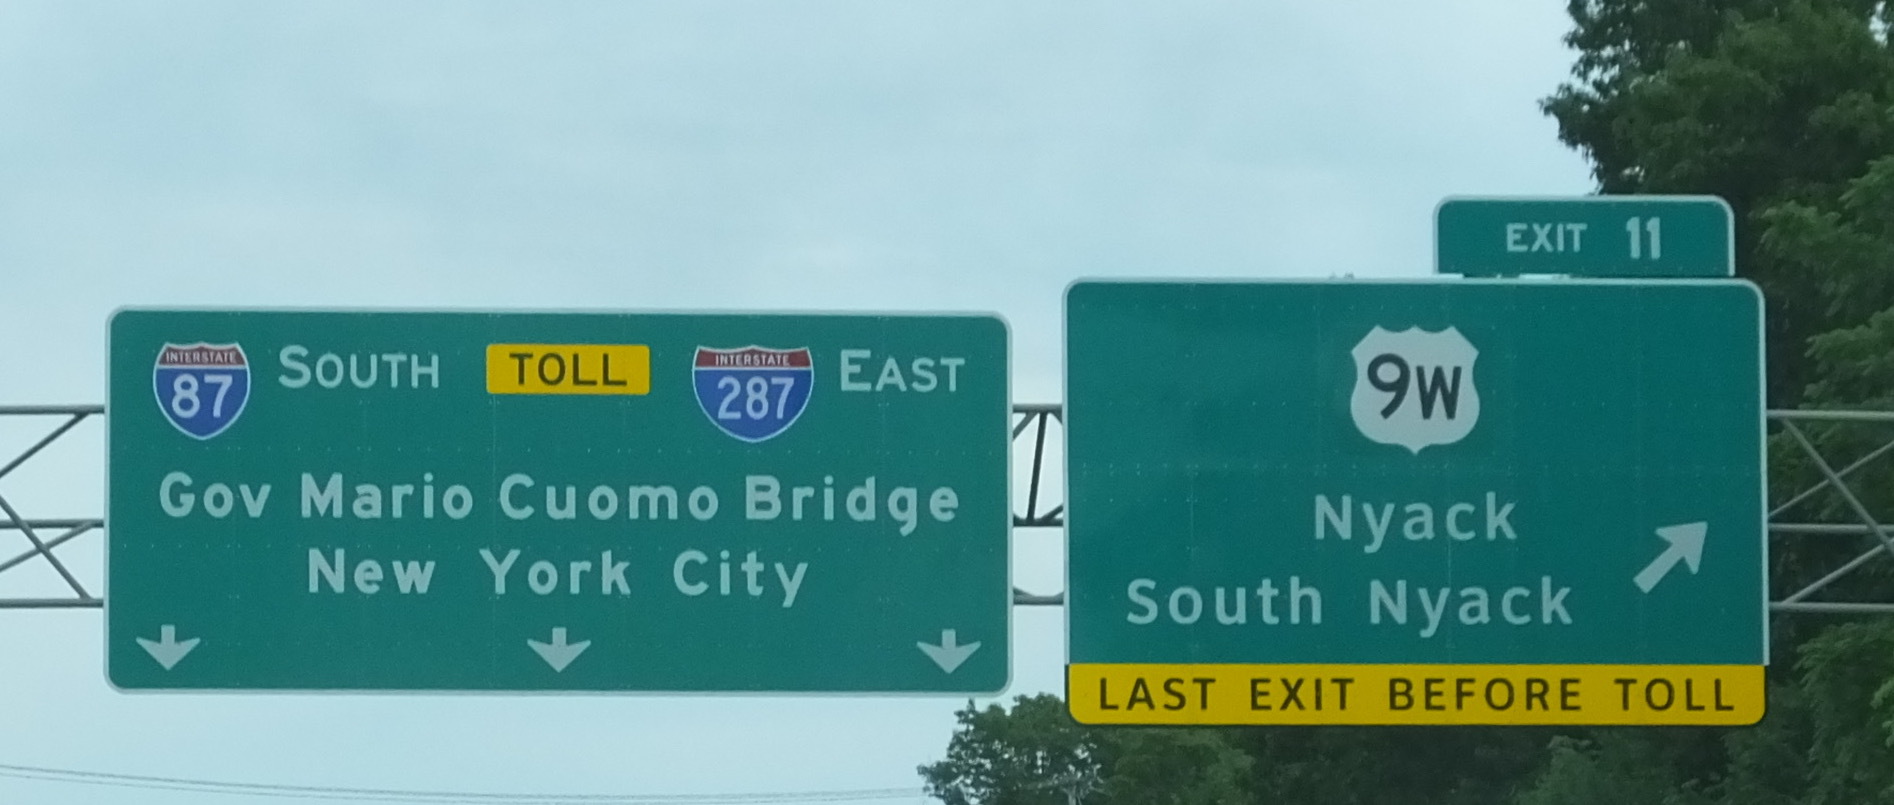 INTERSTATE 87 SOUTH TOLL INTERSTATE 287 EAST
Gov Mario Cuomo Bridge
New York City
EXIT 11
9W
Nyack
South Nyack
LAST EXIT BEFORE TOLL